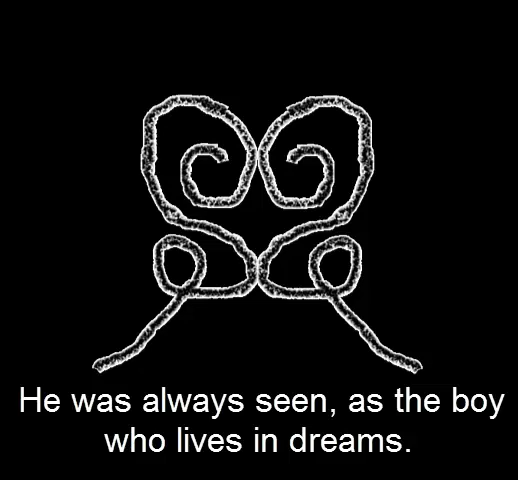 He was always seen, as the boy
who lives in dreams.